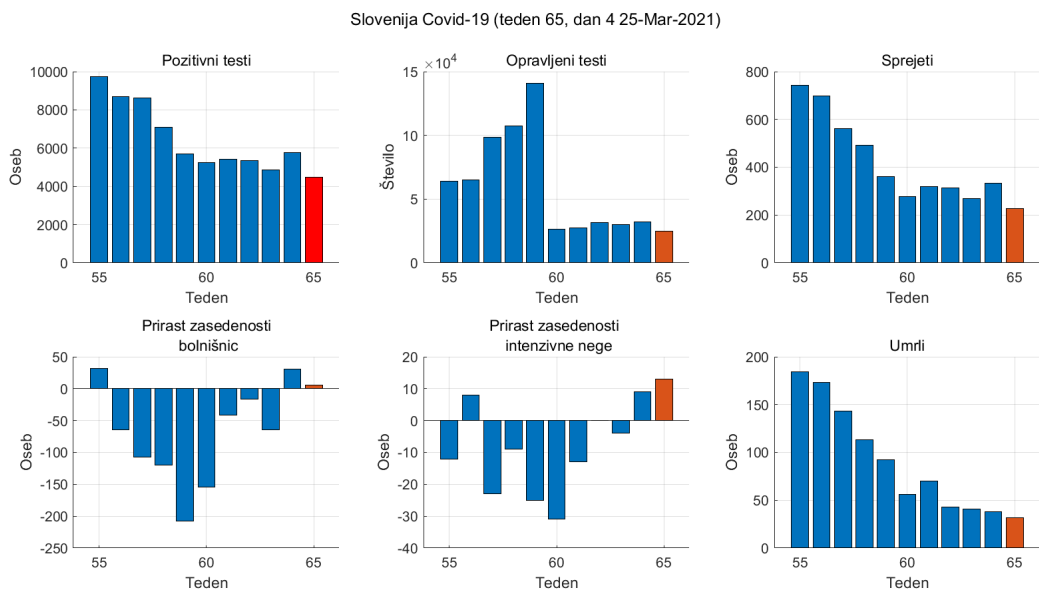 Slovenija Covid-19 (teden 65, dan 4 25-Mar-2021)
Pozitivni testi
10000
8000
6000
4000
2000
0
Oseb
55
60
65
Teden
Opravljeni testi
×10^4
15
10
5
0
Število
55
60
65
Teden
Sprejeti
800
600
400
200
0
Oseb
55
60
65
Teden
Prirast zasedenosti
bolnišnic
50
0
-50
-100
-150
-200
-250
Oseb
55
60
65
Teden
Prirast zasedenosti
intenzivne nege
20
10
0
-10
-20
-30
-40
Oseb
55
60
65
Teden
Umrli
200
150
100
50
0
Oseb
55
60
65
Teden